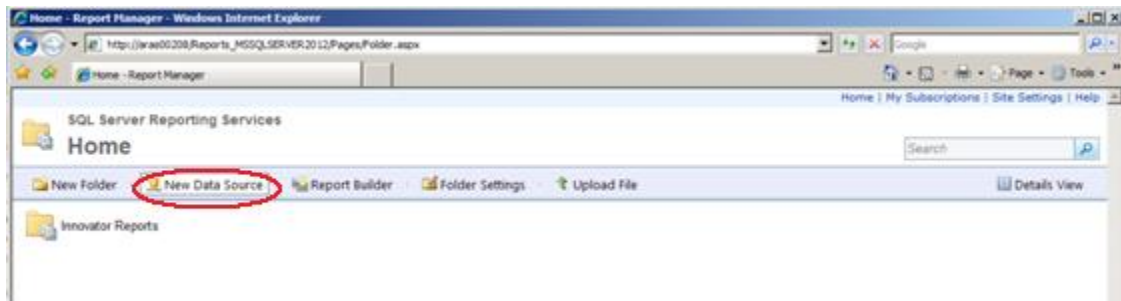 Home - Report Manager - Windows Internet Explorer
http://aras00208/Reports_MSSQLSERVER2012/Pages/Folder.aspx
Google
Home - Report Manager
Page
Tools
Home | My Subscriptions | Site Settings | Help
SQL Server Reporting Services
Home
Search
New Folder
New Data Source
Report Builder
Folder Settings
Upload File
Details View
Innovator Reports